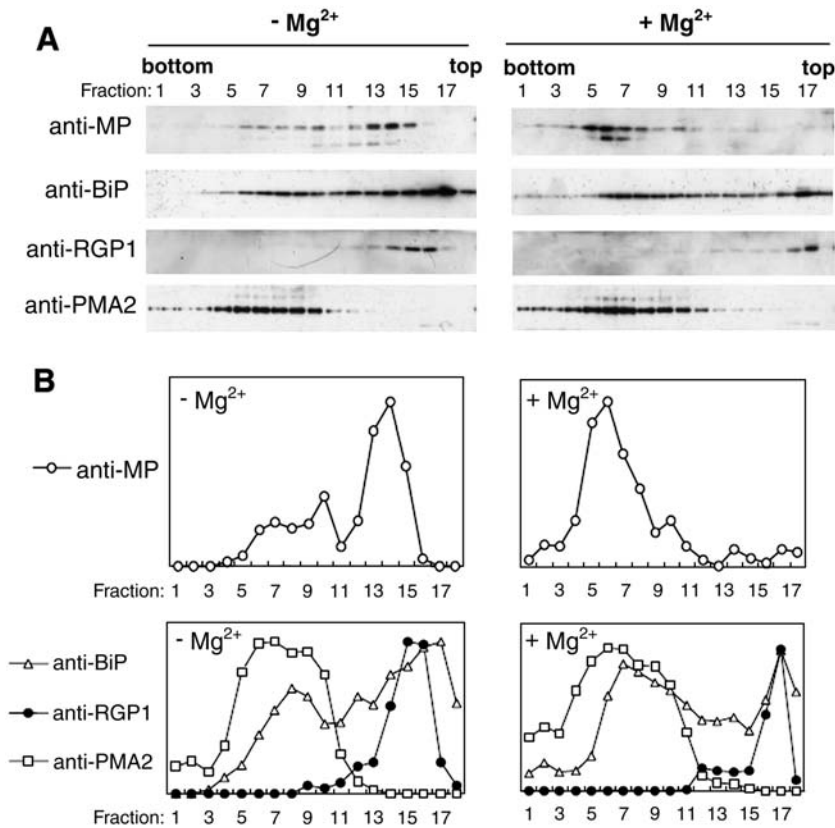 A
- Mg2+
+ Mg2+
bottom top
bottom top
Fraction: 1 3 5 7 9 11 13 15 17
1 3 5 7 9 11 13 15 17
anti-MP
anti-BiP
anti-RGP1
anti-PMA2
B
- Mg2+
+ Mg2+
anti-MP
Fraction: 1 3 5 7 9 11 13 15 17
Fraction: 1 3 5 7 9 11 13 15 17
- Mg2+
+ Mg2+
anti-BiP
anti-RGP1
anti-PMA2
Fraction: 1 3 5 7 9 11 13 15 17
Fraction: 1 3 5 7 9 11 13 15 17